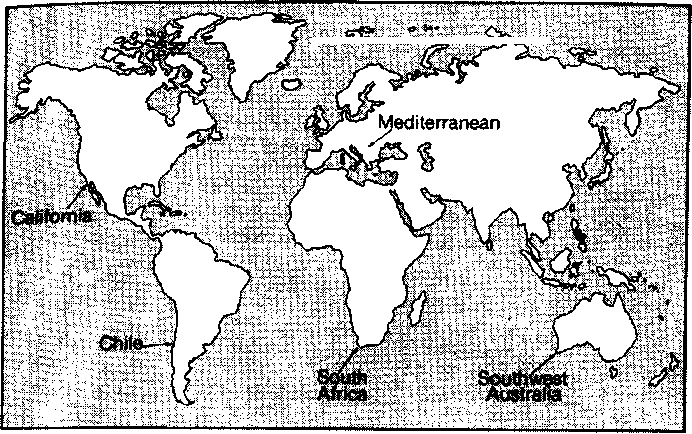 Mediterranean
California
Chile
South
Africa
Southwest
Australia